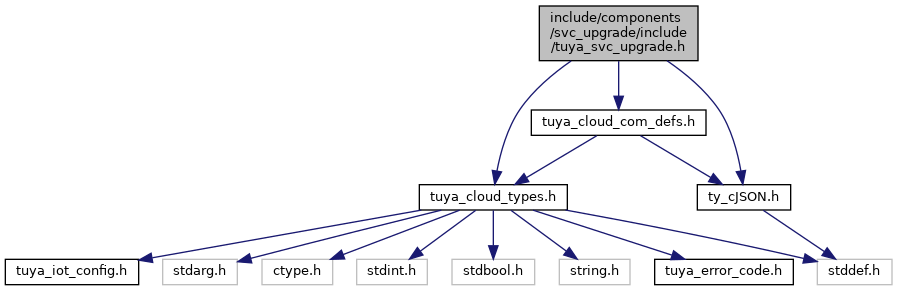 include/components
/svc_upgrade/include
/tuya_svc_upgrade.h
tuya_cloud_com_defs.h
tuya_cloud_types.h
ty_cJSON.h
tuya_iot_config.h
stdarg.h
ctype.h
stdint.h
stdbool.h
string.h
tuya_error_code.h
stddef.h